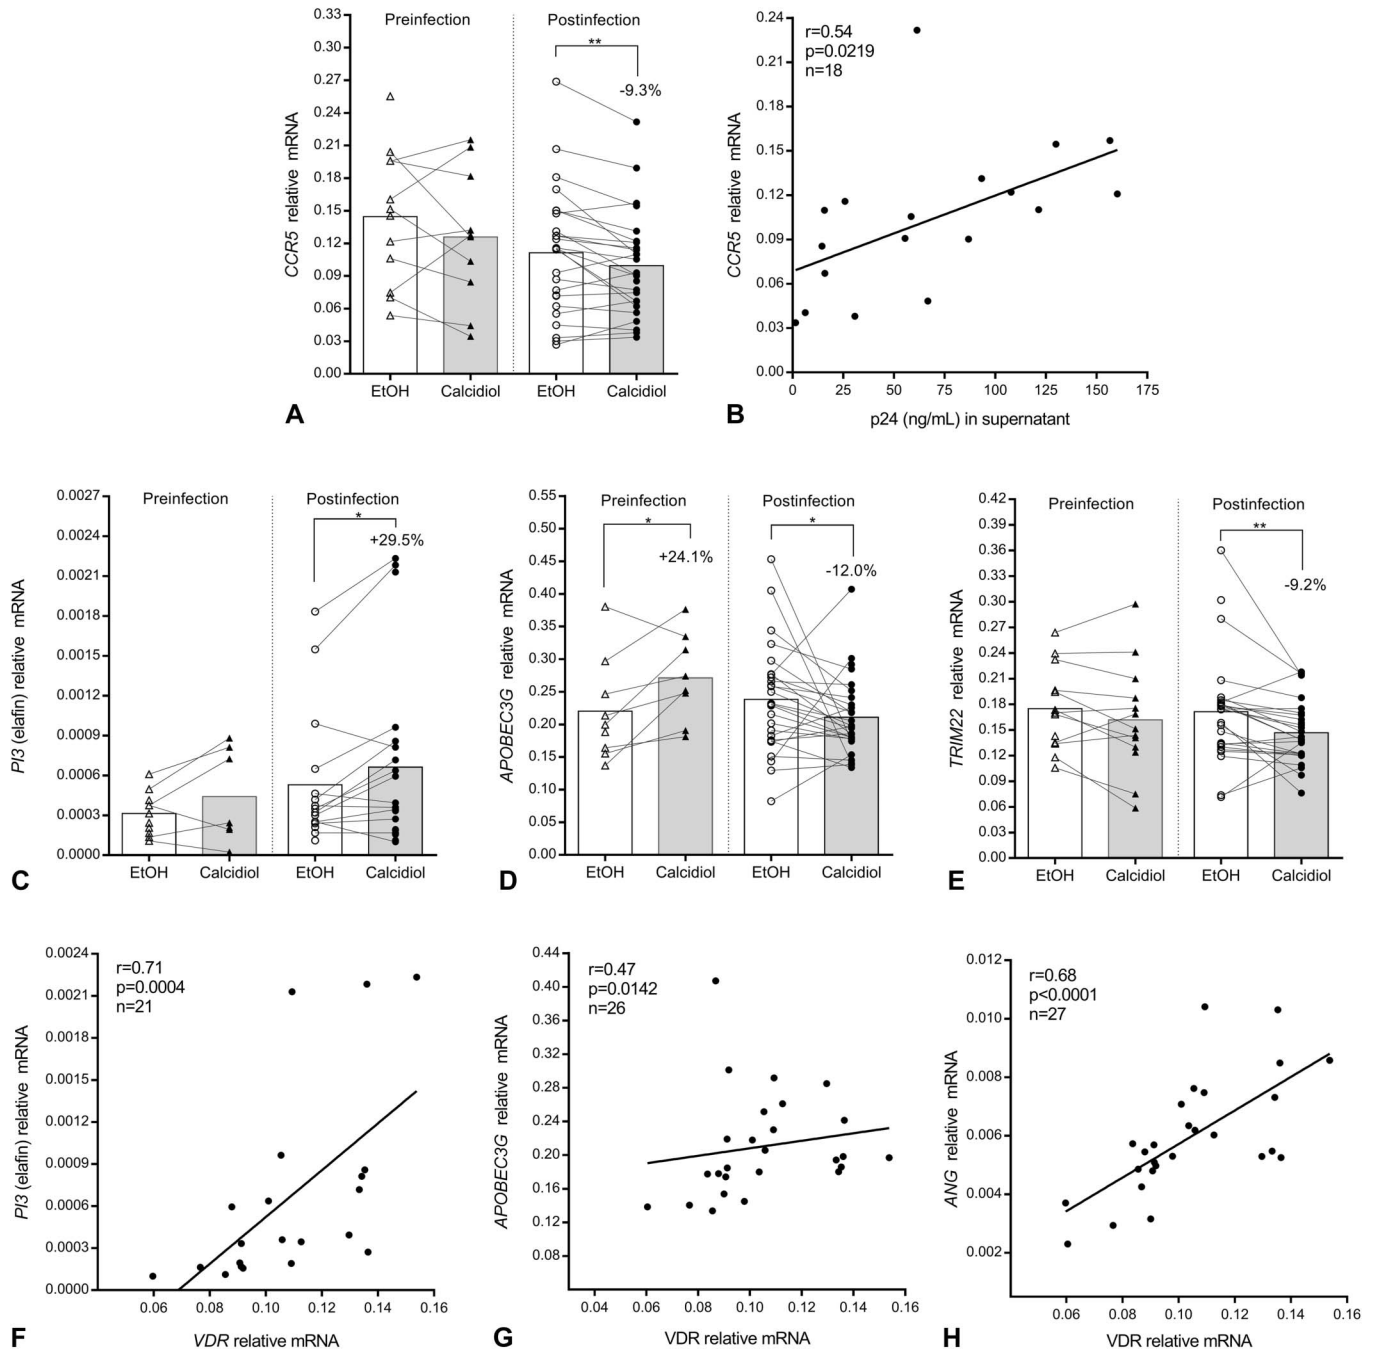 Preinfection Postinfection
**
-9.3%
CCR5 relative mRNA
0.33
0.30
0.27
0.24
0.21
0.18
0.15
0.12
0.09
0.06
0.03
0.00
EtOH Calcidiol EtOH Calcidiol
A
r=0.54
p=0.0219
n=18
CCR5 relative mRNA
0.24
0.21
0.18
0.15
0.12
0.09
0.06
0.03
0.00
0 25 50 75 100 125 150 175
p24 (ng/mL) in supernatant
B
Preinfection Postinfection
*
+29.5%
PI3 (elafin) relative mRNA
0.0027
0.0024
0.0021
0.0018
0.0015
0.0012
0.0009
0.0006
0.0003
0.0000
EtOH Calcidiol EtOH Calcidiol
C
Preinfection Postinfection
* *
+24.1% -12.0%
APOBEC3G relative mRNA
0.55
0.50
0.45
0.40
0.35
0.30
0.25
0.20
0.15
0.10
0.05
0.00
EtOH Calcidiol EtOH Calcidiol
D
Preinfection Postinfection
**
-9.2%
TRIM22 relative mRNA
0.42
0.39
0.36
0.33
0.30
0.27
0.24
0.21
0.18
0.15
0.12
0.09
0.06
0.03
0.00
EtOH Calcidiol EtOH Calcidiol
E
r=0.71
p=0.0004
n=21
PI3 (elafin) relative mRNA
0.0024
0.0021
0.0018
0.0015
0.0012
0.0009
0.0006
0.0003
0.0000
0.06 0.08 0.10 0.12 0.14 0.16
VDR relative mRNA
F
r=0.47
p=0.0142
n=26
APOBEC3G relative mRNA
0.44
0.40
0.36
0.32
0.28
0.24
0.20
0.16
0.12
0.08
0.04 0.06 0.08 0.10 0.12 0.14 0.16
VDR relative mRNA
G
r=0.68
p<0.0001
n=27
ANG relative mRNA
0.012
0.010
0.008
0.006
0.004
0.002
0.06 0.08 0.10 0.12 0.14 0.16
VDR relative mRNA
H